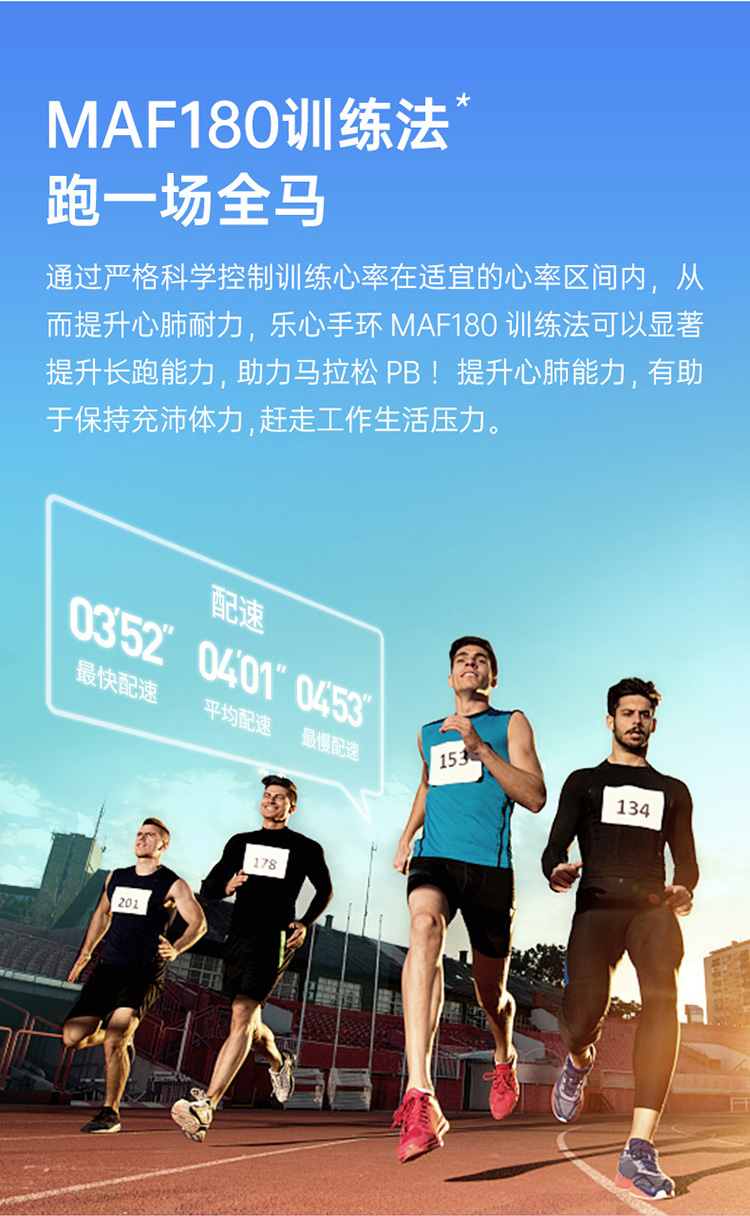 MAF180训练法*
跑一场全马
通过严格科学控制训练心率在适宜的心率区间内，从
而提升心肺耐力，乐心手环 MAF180 训练法可以显著
提升长跑能力，助力马拉松 PB！提升心肺能力，有助
于保持充沛体力，赶走工作生活压力。
配速
03'52" 04'01" 04'53"
最快配速 平均配速 最慢配速
153
134
178
201